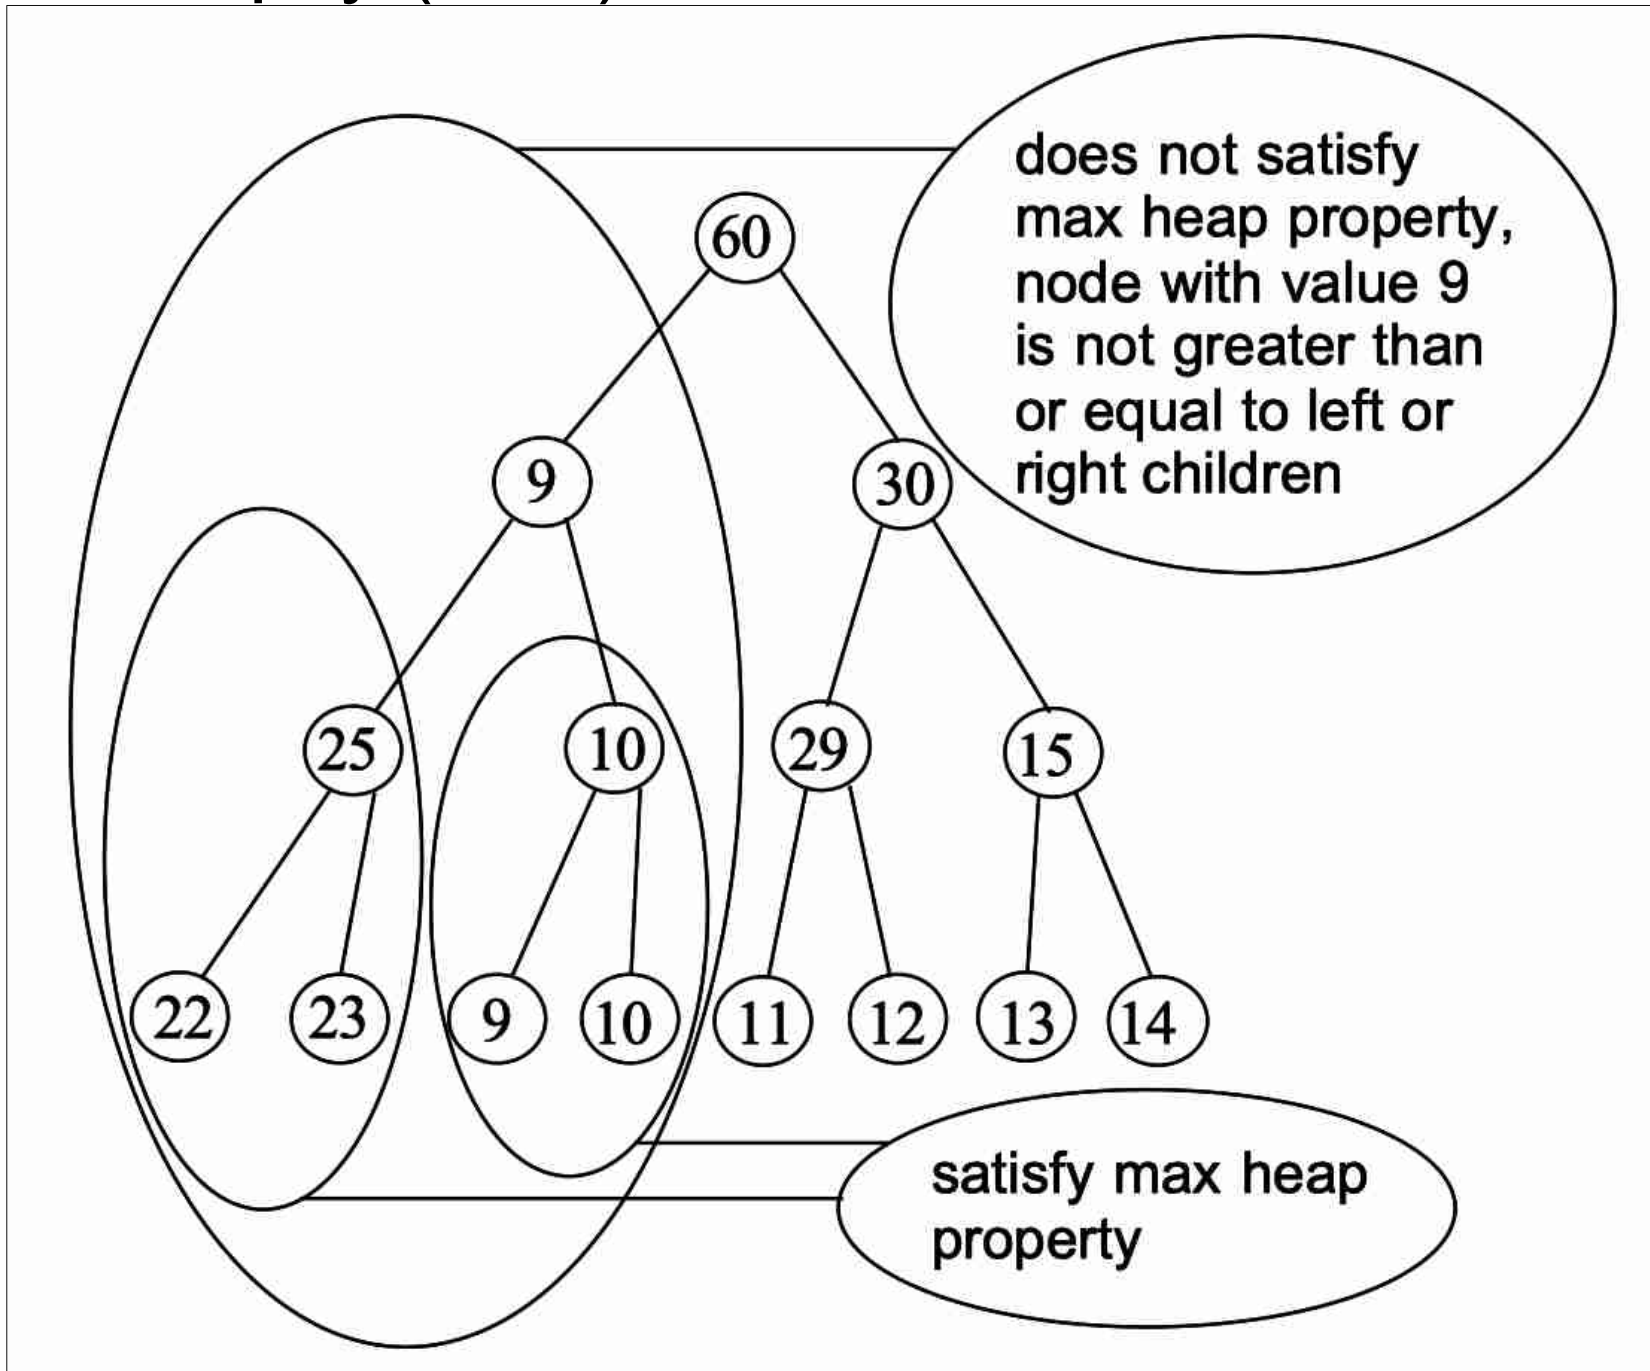 does not satisfy
max heap property,
node with value 9
is not greater than
or equal to left or
right children
60
9
30
25
10
29
15
22
23
9
10
11
12
13
14
satisfy max heap
property